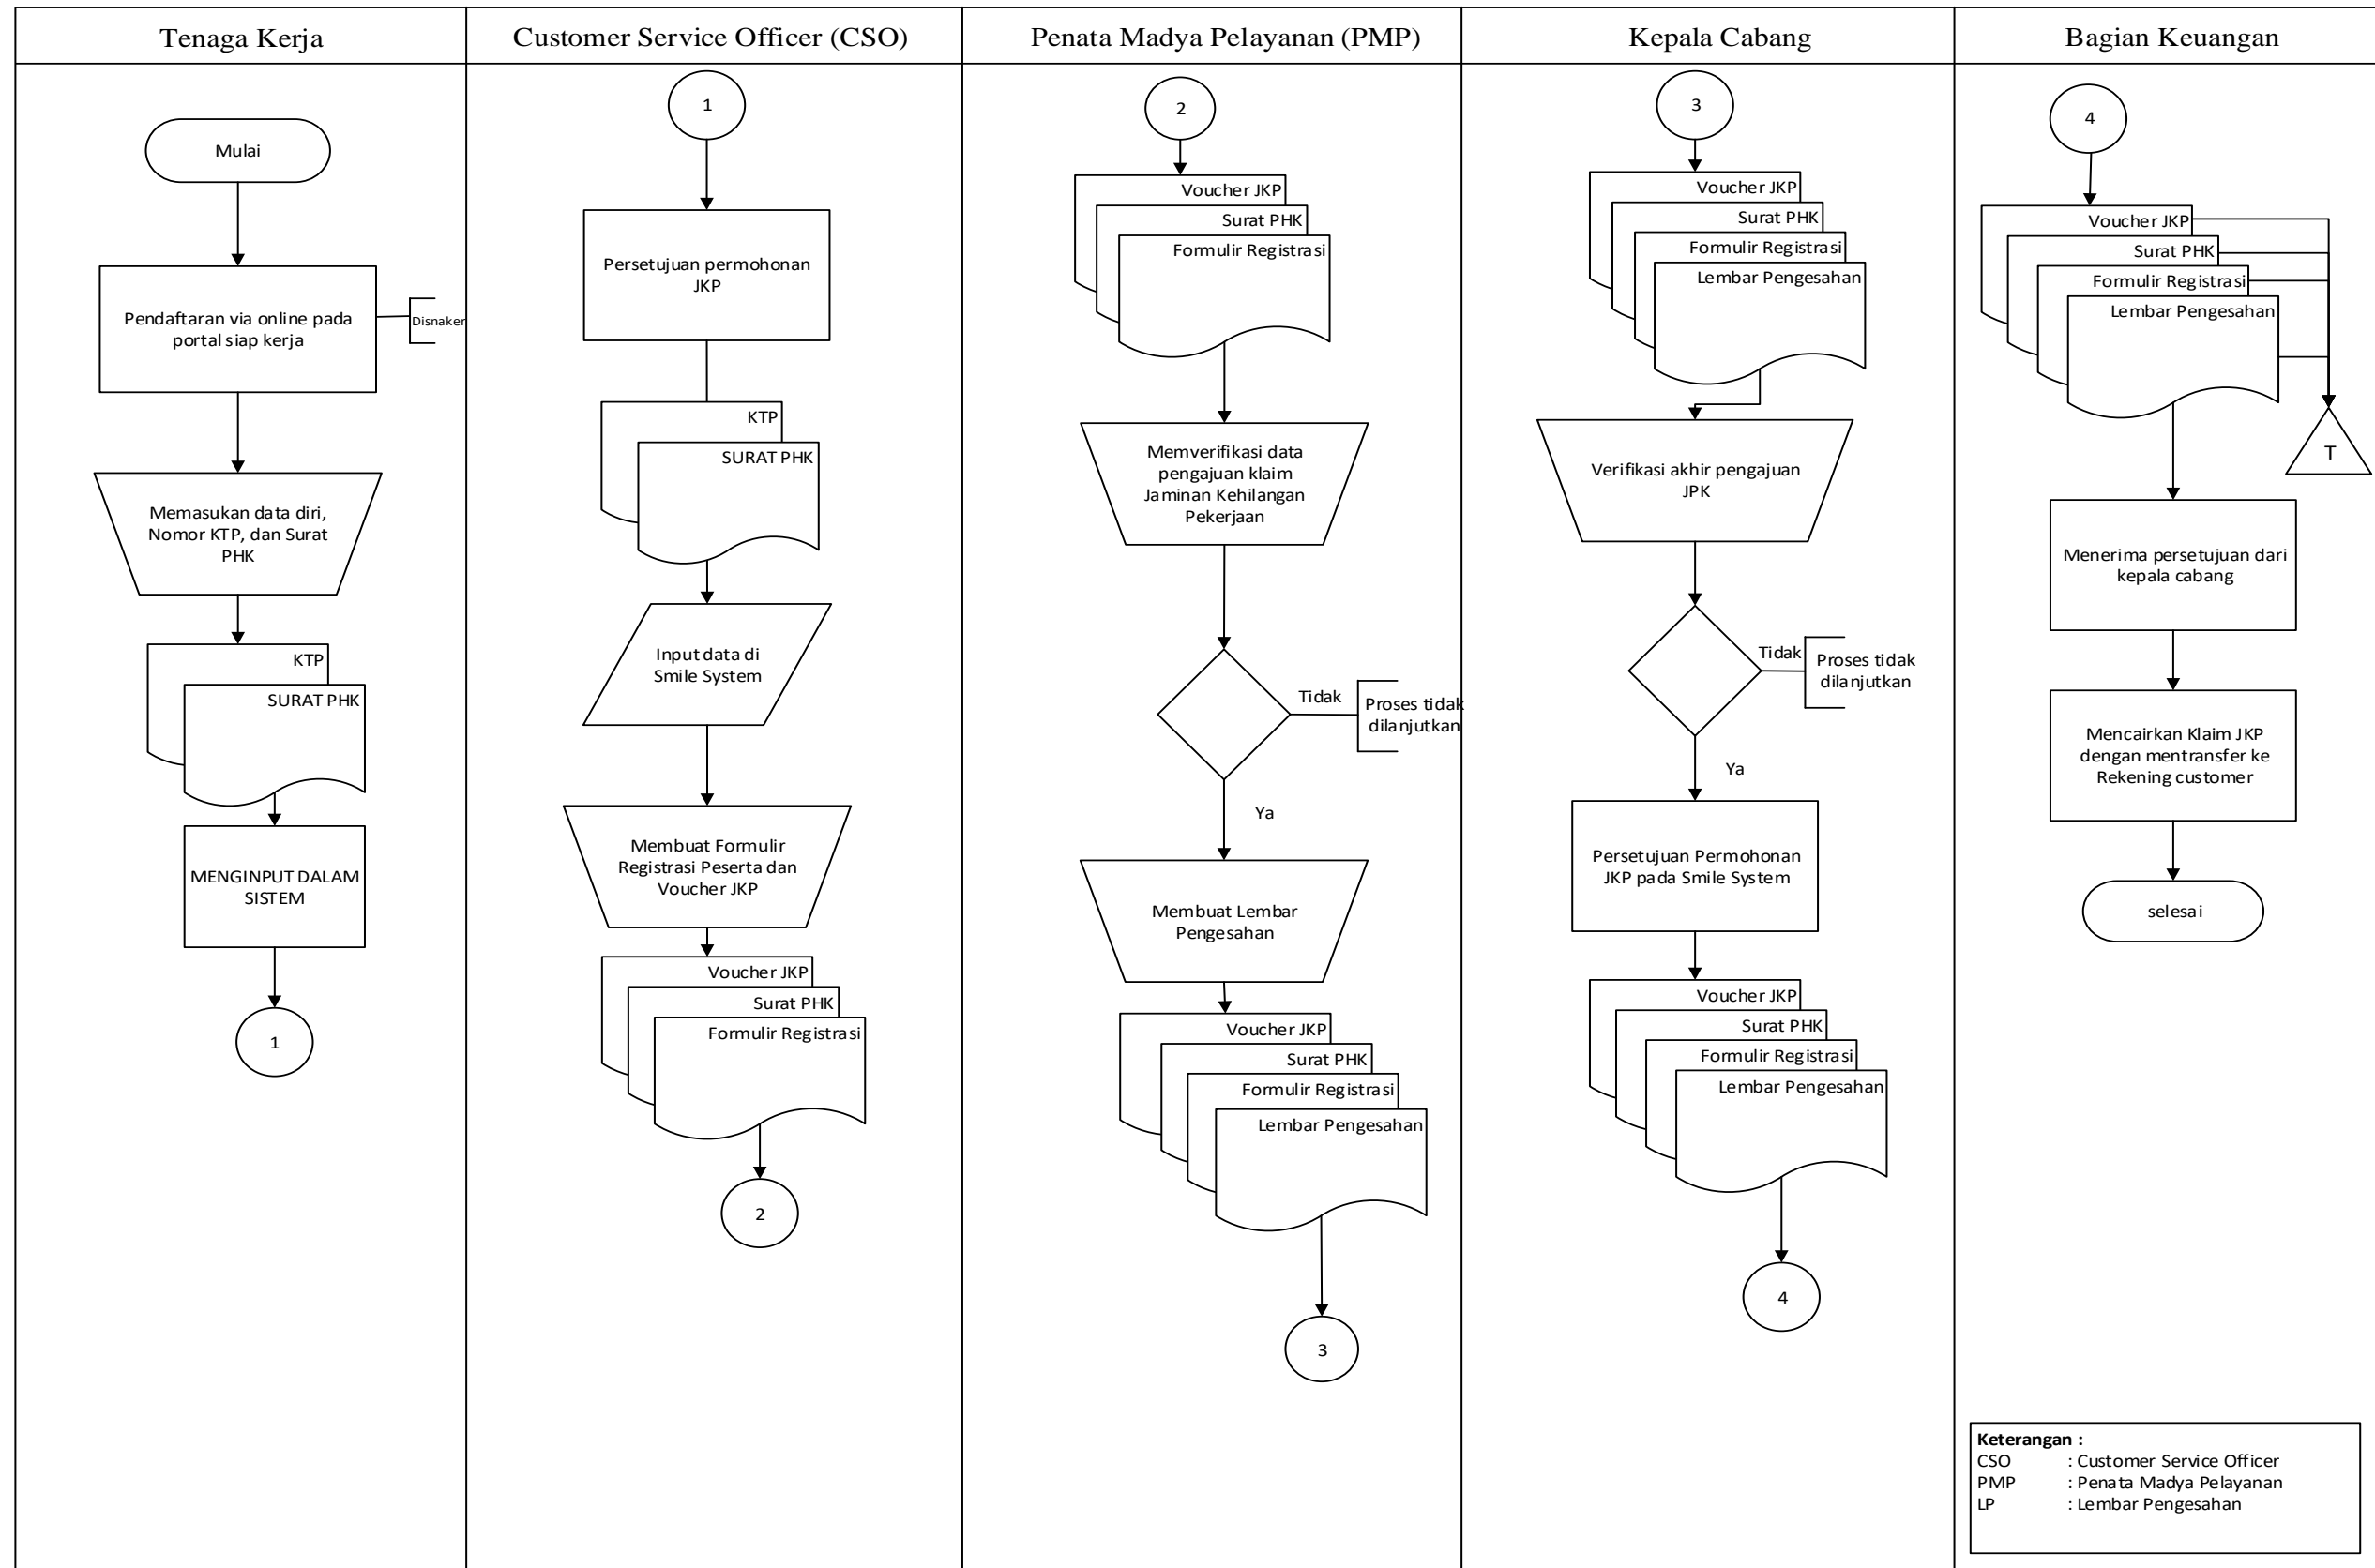 Tenaga Kerja
Mulai
Pendaftaran via online pada
portal siap kerja
Disnaker
Memasukan data diri,
Nomor KTP, dan Surat
PHK
KTP
SURAT PHK
MENGINPUT DALAM
SISTEM
1
Customer Service Officer (CSO)
1
Persetujuan permohonan
JKP
KTP
SURAT PHK
Input data di
Smile System
Membuat Formulir
Registrasi Peserta dan
Voucher JKP
Voucher JKP
Surat PHK
Formulir Registrasi
2
Penata Madya Pelayanan (PMP)
2
Voucher JKP
Surat PHK
Formulir Registrasi
Memverifikasi data
pengajuan klaim
Jaminan Kehilangan
Pekerjaan
Tidak
Proses tidak
dilanjutkan
Ya
Membuat Lembar
Pengesahan
Voucher JKP
Surat PHK
Formulir Registrasi
Lembar Pengesahan
3
Kepala Cabang
3
Voucher JKP
Surat PHK
Formulir Registrasi
Lembar Pengesahan
Verifikasi akhir pengajuan
JPK
Tidak
Proses tidak
dilanjutkan
Ya
Persetujuan Permohonan
JKP pada Smile System
Voucher JKP
Surat PHK
Formulir Registrasi
Lembar Pengesahan
4
Bagian Keuangan
4
Voucher JKP
Surat PHK
Formulir Registrasi
Lembar Pengesahan
T
Menerima persetujuan dari
kepala cabang
Mencairkan Klaim JKP
dengan mentransfer ke
Rekening customer
selesai
Keterangan :
CSO : Customer Service Officer
PMP : Penata Madya Pelayanan
LP : Lembar Pengesahan